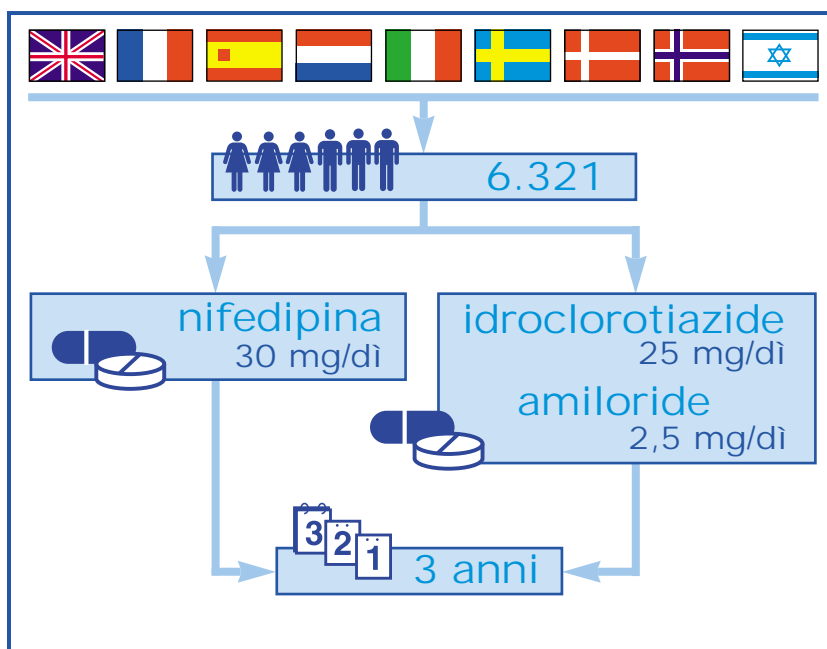 6.321
nifedipina
30 mg/dì
idroclorotiazide
25 mg/dì
amiloride
2,5 mg/dì
3 2 1
3 anni